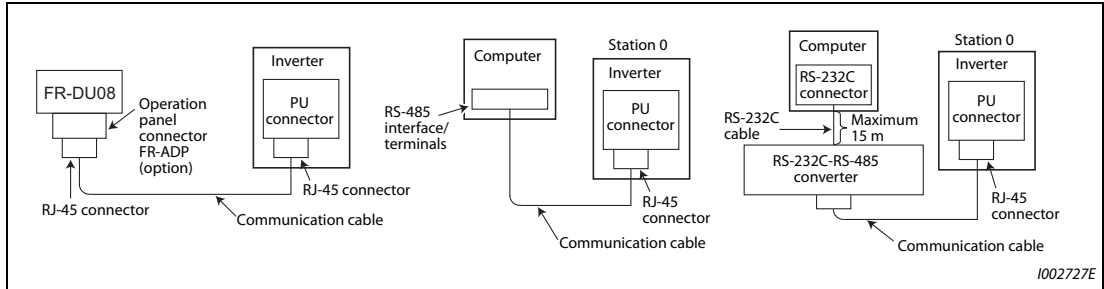 FR-DU08
Operation
panel
connector
FR-ADP
(option)
RJ-45 connector
Inverter
PU
connector
RJ-45 connector
Communication cable
Computer
RS-485
interface/
terminals
Station 0
Inverter
PU
connector
RJ-45
connector
Communication cable
Computer
RS-232C
connector
RS-232C
cable
Maximum
15 m
RS-232C-RS-485
converter
Station 0
Inverter
PU
connector
RJ-45
connector
Communication cable
I002727E